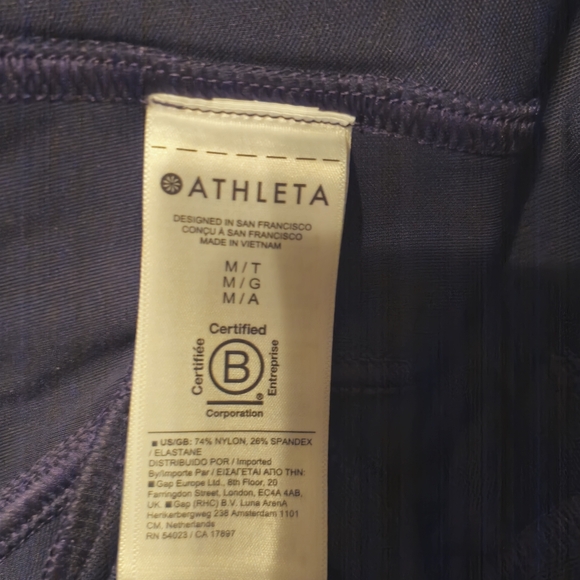 ATHLETA
DESIGNED IN SAN FRANCISCO
CONÇU À SAN FRANCISCO
MADE IN VIETNAM
M/T
M/G
M/A
Certified
Certifiée
B
Entreprise
®
Corporation
■ US/GB: 74% NYLON, 26% SPANDEX
/ ELASTANE
DISTRIBUIDO POR / Imported
By/Importe Par / ΕΙΣΑΓΕΤΑΙ ΑΠΟ ΤΗΝ:
■ Gap Europe Ltd., 8th Floor, 20
Farringdon Street, London, EC4A 4AB,
UK ■ Gap (RHC) B.V. Luna ArenA
Herikerbergweg 238 Amsterdam 1101
CM, Netherlands
RN 54023 / CA 17897